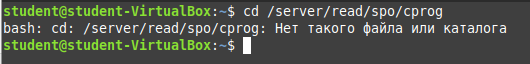 student@student-VirtualBox:~$ cd /server/read/spo/cprog
bash: cd: /server/read/spo/cprog: Нет такого файла или каталога
student@student-VirtualBox:~$